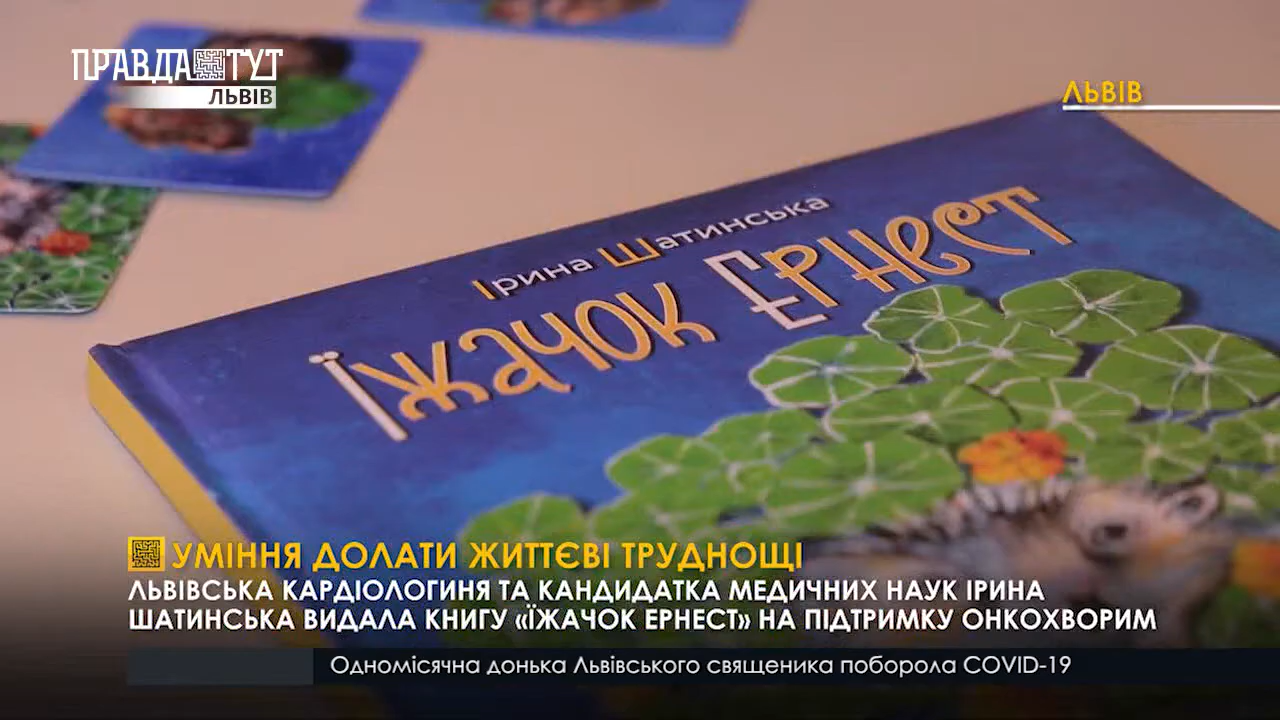 ПРАВДА ТУТ
ЛЬВІВ
ЛЬВІВ
Ірина Шатинська
Їжачок Ернест
УМІННЯ ДОЛАТИ ЖИТТЄВІ ТРУДНОЩІ
ЛЬВІВСЬКА КАРДІОЛОГИНЯ ТА КАНДИДАТКА МЕДИЧНИХ НАУК ІРИНА
ШАТИНСЬКА ВИДАЛА КНИГУ «ЇЖАЧОК ЕРНЕСТ» НА ПІДТРИМКУ ОНКОХВОРИМ
Одномісячна донька Львівського священика поборола COVID-19